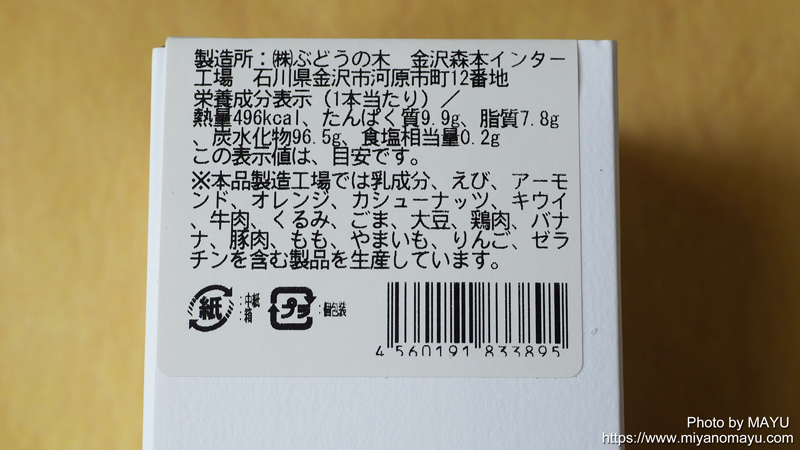 製造所：㈱ぶどうの木　金沢森本インター
工場　石川県金沢市河原市町12番地
栄養成分表示（1本当たり）／
熱量496kcal、たんぱく質9.9g、脂質7.8g
、炭水化物96.5g、食塩相当量0.2g
この表示値は、目安です。
※本品製造工場では乳成分、えび、アーモ
ンド、オレンジ、カシューナッツ、キウイ
、牛肉、くるみ、ごま、大豆、鶏肉、バナ
ナ、豚肉、もも、やまいも、りんご、ゼラ
チンを含む製品を生産しています。
紙
：中紙
：箱
プラ
：個包装
4 560191 833895
Photo by MAYU
https://www.miyanomayu.com/